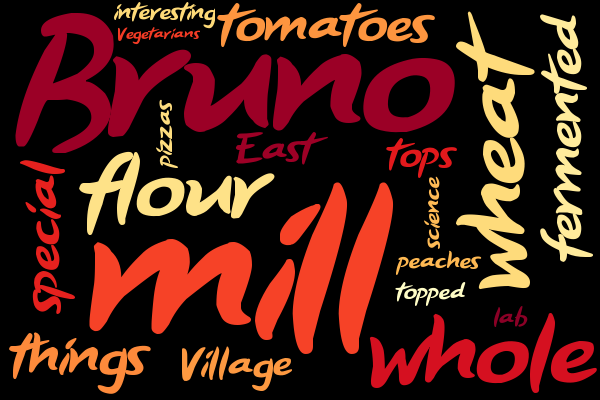 interesting
Vegetarians
tomatoes
Bruno
wheat
fermented
pizzas
East
tops
special
flour
science
mill
peaches
topped
things
Village
whole
lab